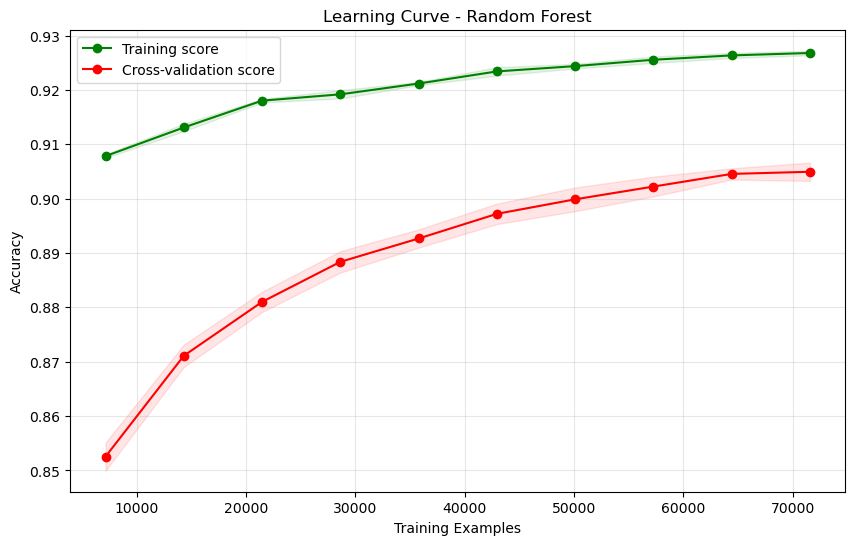 Learning Curve - Random Forest
Training score
Cross-validation score
0.93
0.92
0.91
0.90
0.89
0.88
0.87
0.86
0.85
Accuracy
10000 20000 30000 40000 50000 60000 70000
Training Examples